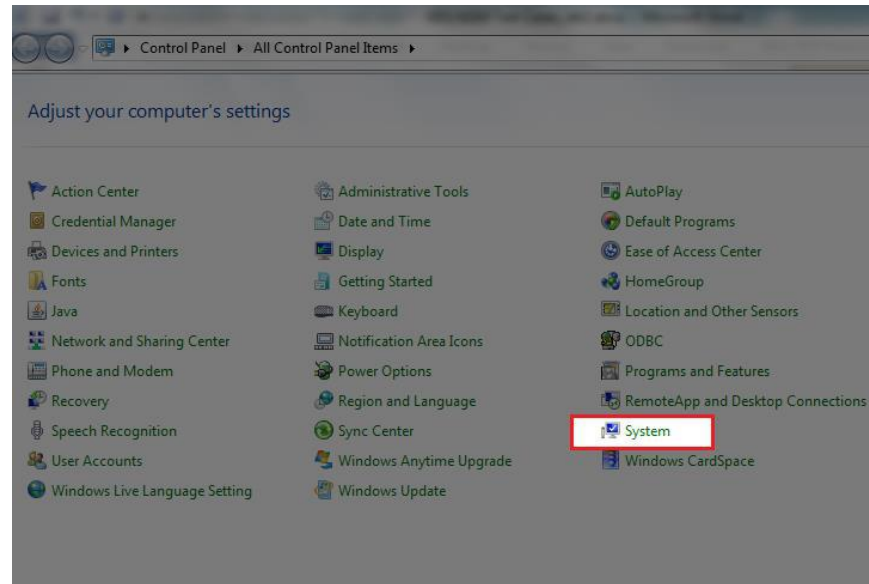 Control Panel ▸ All Control Panel Items ▸
Adjust your computer's settings
Action Center
Administrative Tools
AutoPlay
Credential Manager
Date and Time
Default Programs
Devices and Printers
Display
Ease of Access Center
Fonts
Getting Started
HomeGroup
Java
Keyboard
Location and Other Sensors
Network and Sharing Center
Notification Area Icons
ODBC
Phone and Modem
Power Options
Programs and Features
Recovery
Region and Language
RemoteApp and Desktop Connections
Speech Recognition
Sync Center
System
User Accounts
Windows Anytime Upgrade
Windows CardSpace
Windows Live Language Setting
Windows Update